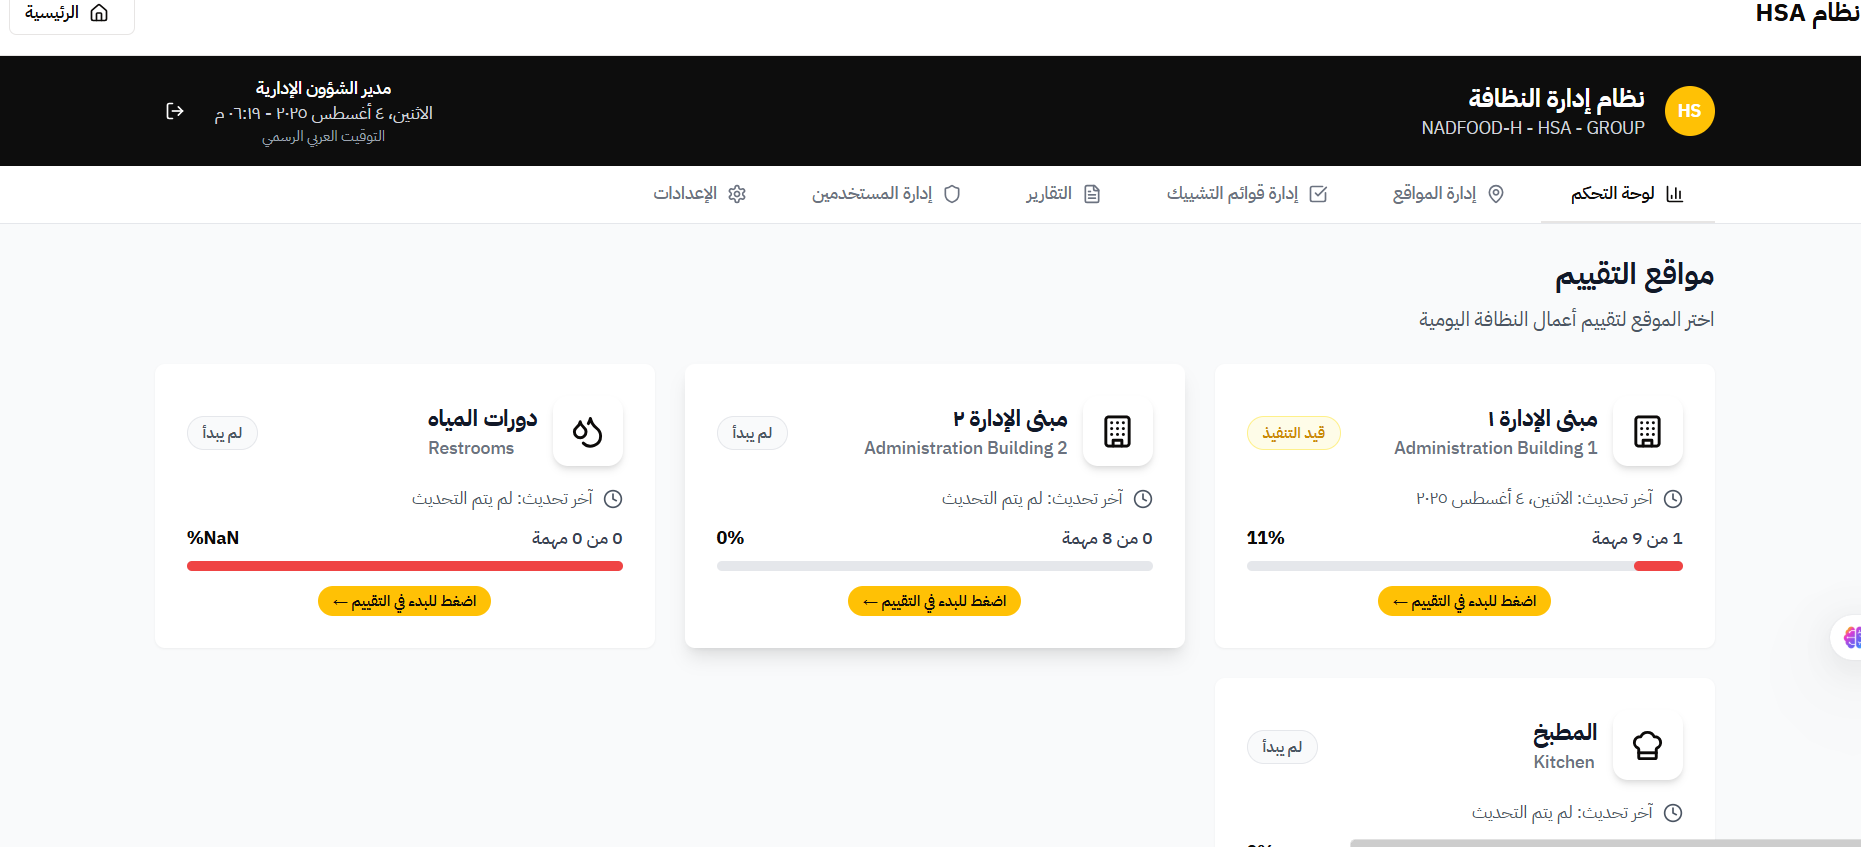 نظام HSA
الرئيسية
HS
نظام إدارة النظافة
NADFOOD-H - HSA - GROUP
مدير الشؤون الإدارية
الاثنين، ٤ أغسطس ٢٠٢٥ - ٠٦:١٩ م
التوقيت العربي الرسمي
لوحة التحكم
إدارة المواقع
إدارة قوائم التشييك
التقارير
إدارة المستخدمين
الإعدادات
مواقع التقييم
اختر الموقع لتقييم أعمال النظافة اليومية
مبنى الإدارة ١
Administration Building 1
قيد التنفيذ
آخر تحديث: الاثنين، ٤ أغسطس ٢٠٢٥
1 من 9 مهمة
11%
اضغط للبدء في التقييم ←
مبنى الإدارة ٢
Administration Building 2
لم يبدأ
آخر تحديث: لم يتم التحديث
0 من 8 مهمة
0%
اضغط للبدء في التقييم ←
دورات المياه
Restrooms
لم يبدأ
آخر تحديث: لم يتم التحديث
0 من 0 مهمة
%NaN
اضغط للبدء في التقييم ←
المطبخ
Kitchen
لم يبدأ
آخر تحديث: لم يتم التحديث